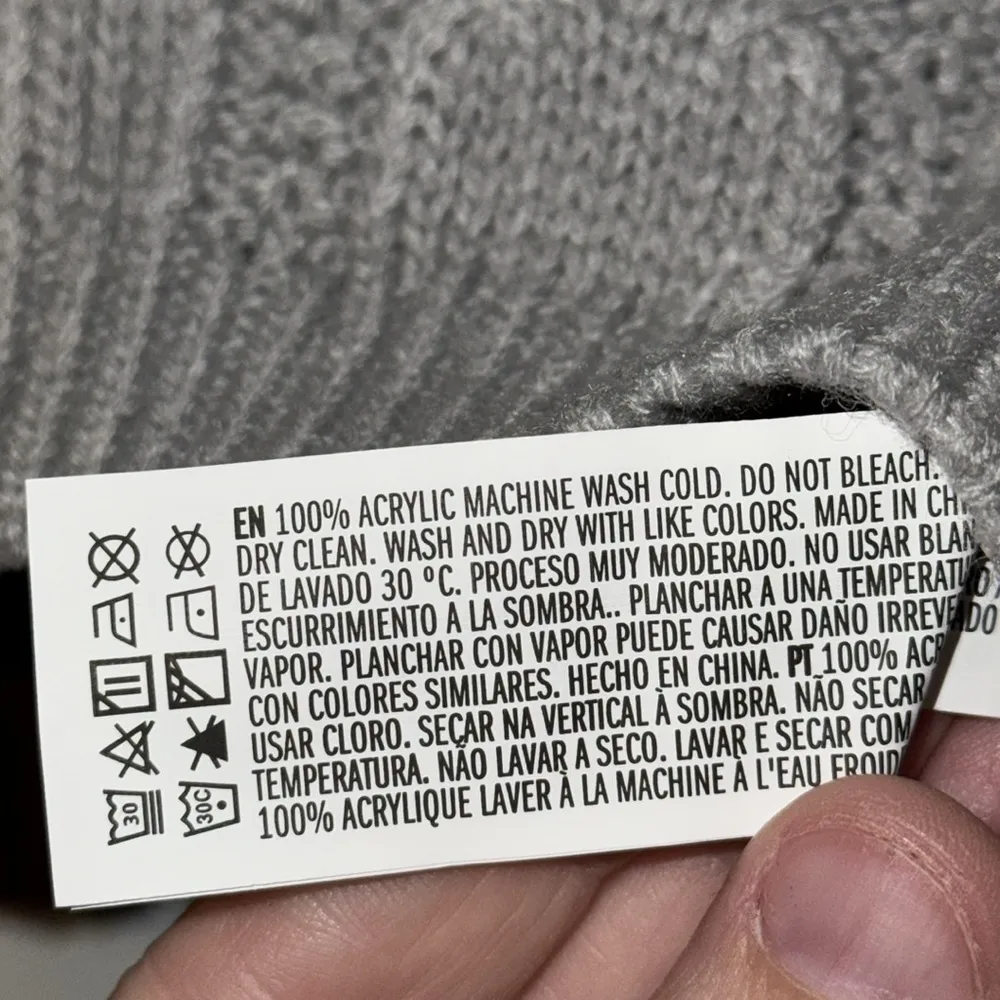 EN 100% ACRYLIC MACHINE WASH COLD. DO NOT BLEACH.
DRY CLEAN. WASH AND DRY WITH LIKE COLORS. MADE IN
DE LAVADO 30 ºC. PROCESO MUY MODERADO. NO USAR
ESCURRIMIENTO A LA SOMBRA.. PLANCHAR A UNA
VAPOR. PLANCHAR CON VAPOR PUEDE CAUSAR DAÑO
CON COLORES SIMILARES. HECHO EN CHINA. PT 100%
USAR CLORO. SECAR NA VERTICAL À SOMBRA. NÃO SECAR
TEMPERATURA. NÃO LAVAR A SECO. LAVAR E SECAR COM
100% ACRYLIQUE LAVER À LA MACHINE À L'EAU FROID
30
30C